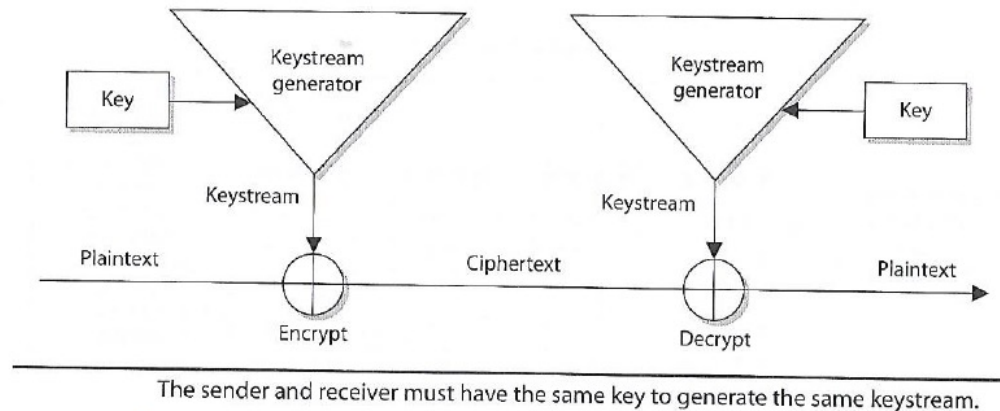 Keystream
generator
Key
Keystream
Plaintext
Encrypt
Ciphertext
Keystream
generator
Key
Keystream
Decrypt
Plaintext
The sender and receiver must have the same key to generate the same keystream.